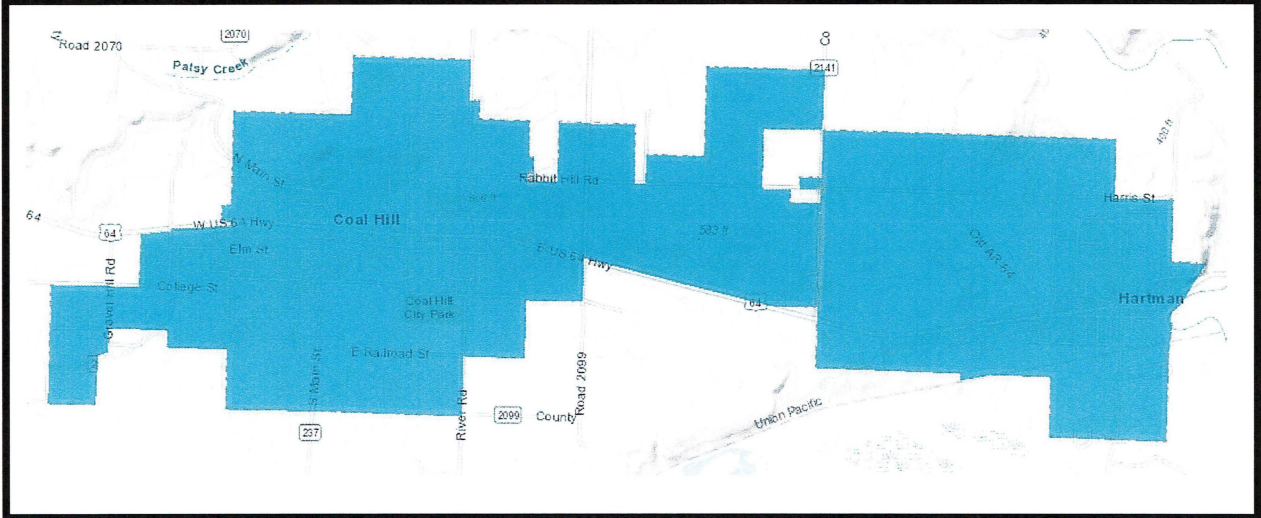 Road 2070
2070
Patsy Creek
2141
490 ft
N Main St
Rabbit Hill Rd
Harris St
64
W US 64 Hwy
Coal Hill
64
583 ft
Old AR-64
Elm St
E US 64 Hwy
Gravel Hill Rd
College St
Coal Hill
City Park
64
Hartman
E Railroad St
S Main St
River Rd
Road 2099
Union Pacific
2099
County
237